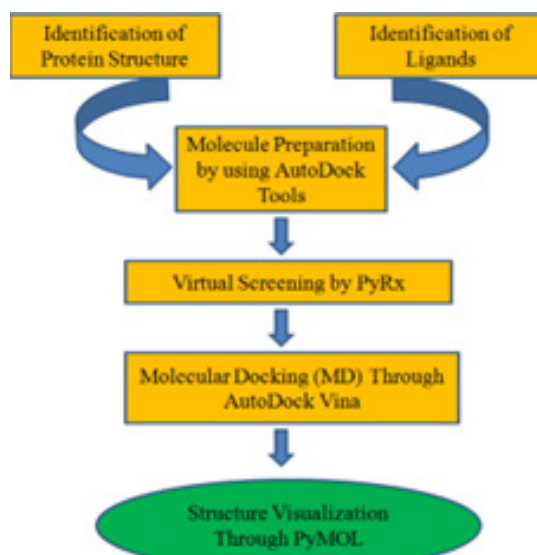 Identification of
Protein Structure
Identification of
Ligands
Molecule Preparation
by using AutoDock
Tools
Virtual Screening by PyRx
Molecular Docking (MD) Through
AutoDock Vina
Structure Visualization
Through PyMOL